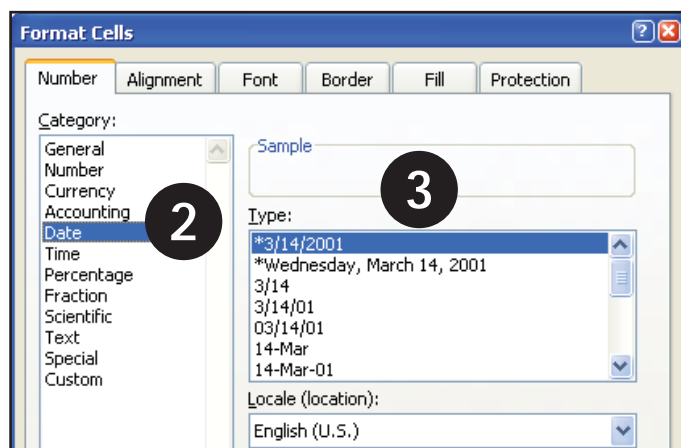 Format Cells
Number Alignment Font Border Fill Protection
Category:
General
Number
Currency
Accounting
Date
Time
Percentage
Fraction
Scientific
Text
Special
Custom
2
Sample
3
Type:
*3/14/2001
*Wednesday, March 14, 2001
3/14
3/14/01
03/14/01
14-Mar
14-Mar-01
Locale (location):
English (U.S.)